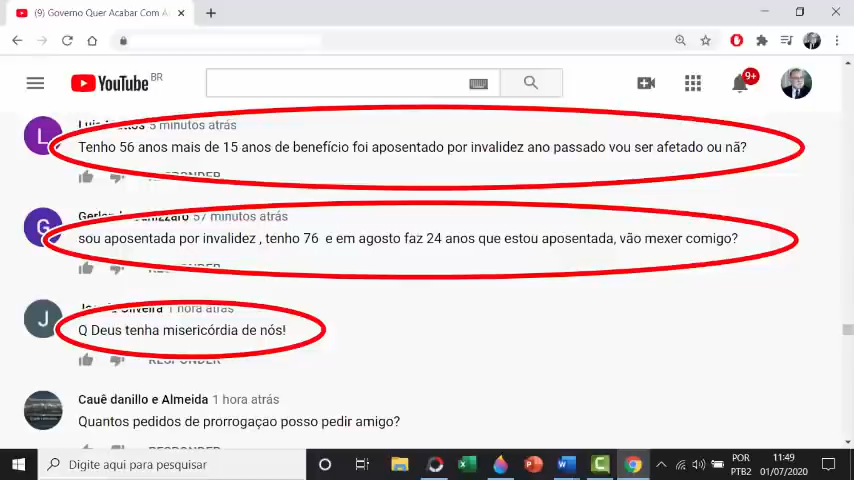 (9) Governo Quer Acabar Com A
YouTube BR
9+
L
5 minutos atrás
Tenho 56 anos mais de 15 anos de benefício foi aposentado por invalidez ano passado vou ser afetado ou nã?
RESPONDER
G
57 minutos atrás
sou aposentada por invalidez , tenho 76 e em agosto faz 24 anos que estou aposentada, vão mexer comigo?
RESPONDER
J
Oliveira 1 hora atrás
Q Deus tenha misericórdia de nós!
RESPONDER
Cauê danillo e Almeida 1 hora atrás
Quantos pedidos de prorrogaçao posso pedir amigo?
RESPONDER
Digite aqui para pesquisar
POR
PTB2
11:49
01/07/2020